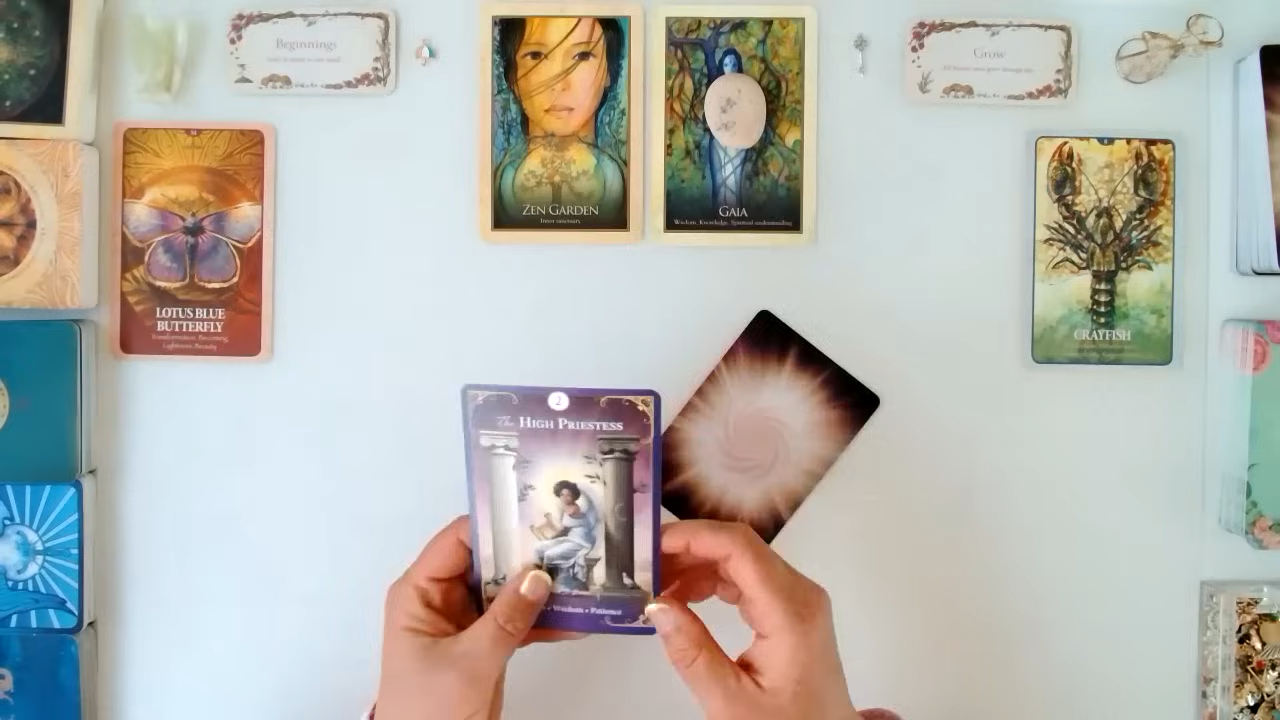 Beginnings
Grow
ZEN GARDEN
Inner sanctuary
GAIA
Wisdom, Knowledge, Spiritual understanding
LOTUS BLUE
BUTTERFLY
Transformation, Becoming,
Lightness, Beauty
CRAYFISH
2
The HIGH PRIESTESS
• Wisdom • Patience